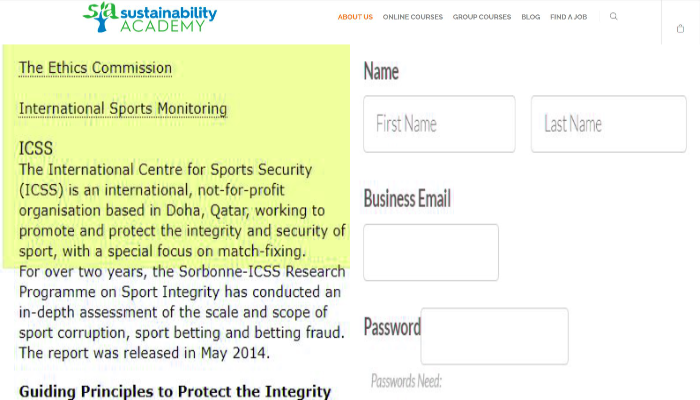 sa sustainability
ACADEMY
ABOUT US ONLINE COURSES GROUP COURSES BLOG FIND A JOB
The Ethics Commission
International Sports Monitoring
ICSS
The International Centre for Sports Security
(ICSS) is an international, not-for-profit
organisation based in Doha, Qatar, working to
promote and protect the integrity and security of
sport, with a special focus on match-fixing.
For over two years, the Sorbonne-ICSS Research
Programme on Sport Integrity has conducted an
in-depth assessment of the scale and scope of
sport corruption, sport betting and betting fraud.
The report was released in May 2014.
Guiding Principles to Protect the Integrity
Name
First Name Last Name
Business Email
Password
Passwords Need: